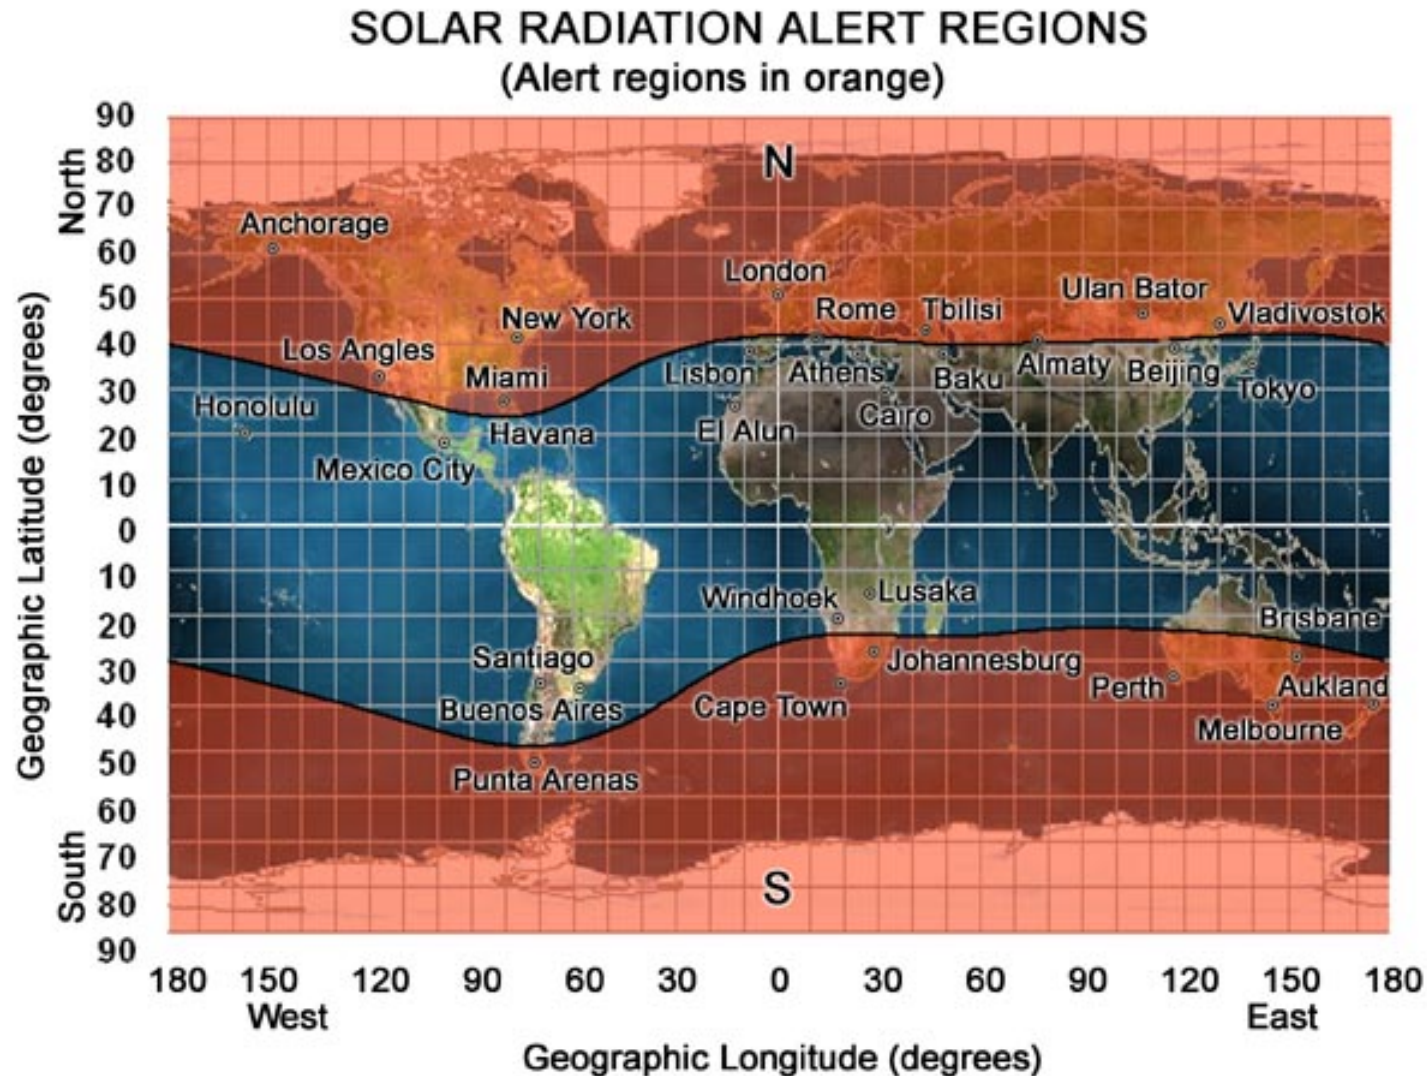 SOLAR RADIATION ALERT REGIONS
(Alert regions in orange)
90
80
70
60
50
40
30
20
10
0
10
20
30
40
50
60
70
80
90
North
South
Geographic Latitude (degrees)
N
Anchorage
London
Ulan Bator
New York
Rome
Tbilisi
Vladivostok
Los Angles
Miami
Lisbon
Athens
Baku
Almaty
Beijing
Tokyo
Honolulu
Havana
El Alun
Cairo
Mexico City
Windhoek
Lusaka
Brisbane
Santiago
Johannesburg
Perth
Aukland
Buenos Aires
Cape Town
Melbourne
Punta Arenas
S
180 150 120 90 60 30 0 30 60 90 120 150 180
West
East
Geographic Longitude (degrees)